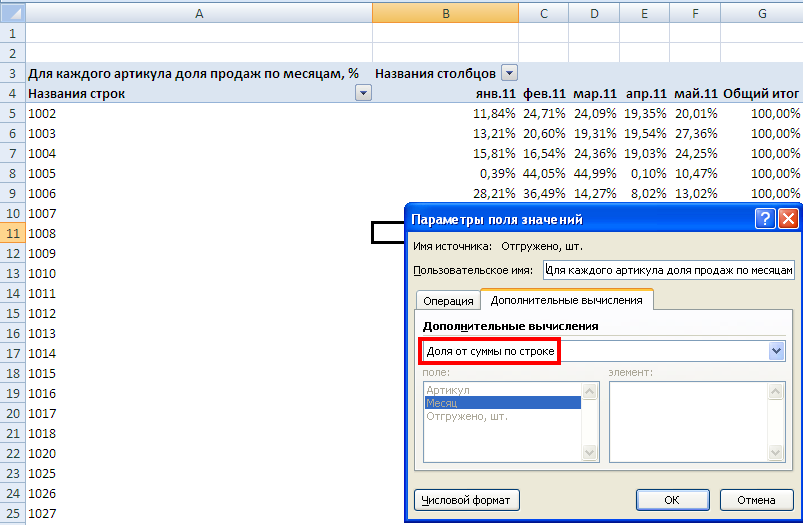 A B C D E F G
1
2
3 Для каждого артикула доля продаж по месяцам, % Названия столбцов
4 Названия строк янв.11 фев.11 мар.11 апр.11 май.11 Общий итог
5 1002 11,84% 24,71% 24,09% 19,35% 20,01% 100,00%
6 1003 13,21% 20,60% 19,31% 19,54% 27,36% 100,00%
7 1004 15,81% 16,54% 24,36% 19,03% 24,25% 100,00%
8 1005 0,39% 44,05% 44,99% 0,10% 10,47% 100,00%
9 1006 28,21% 36,49% 14,27% 8,02% 13,02% 100,00%
10 1007
11 1008
12 1009
13 1010
14 1011
15 1012
16 1013
17 1014
18 1015
19 1016
20 1017
21 1018
22 1020
23 1025
24 1026
25 1027
Параметры поля значений
Имя источника: Отгружено, шт.
Пользовательское имя: Для каждого артикула доля продаж по месяцам
Операция Дополнительные вычисления
Дополнительные вычисления
Доля от суммы по строке
поле: элемент:
Артикул
Месяц
Отгружено, шт.
Числовой формат ОК Отмена